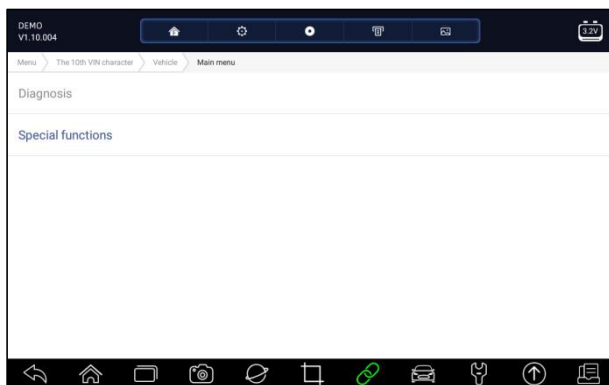 DEMO
V1.10.004
3.2V
Menu The 10th VIN character Vehicle Main menu
Diagnosis
Special functions